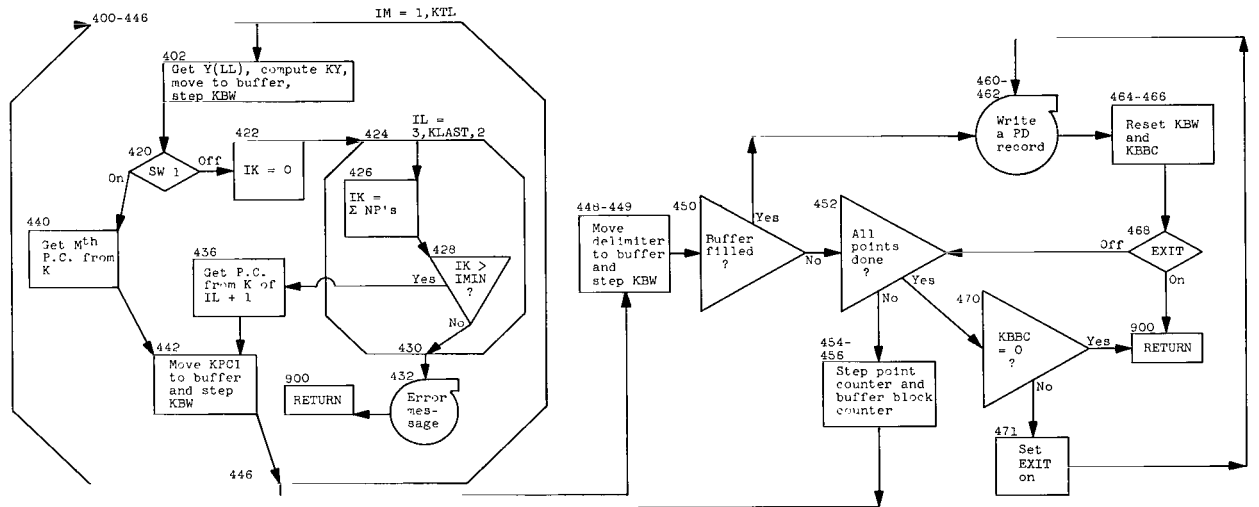 400-446
IM = 1,KTL
402
Get Y(LL), compute KY,
move to buffer,
step KBW
420
SW 1
On
Off
422
IK = 0
424
IL =
3,KLAST,2
426
IK =
Σ NP's
428
IK >
IMIN
?
Yes
No
430
432
Error
mes-
sage
900
RETURN
440
Get Mth
P.C. from
K
436
Get P.C.
from K of
IL + 1
442
Move KPCI
to buffer
and step
KBW
446
448-449
Move
delimiter
to buffer
and
step KBW
450
Buffer
filled
?
Yes
No
452
All
points
done
?
Yes
No
454-
456
Step point
counter and
buffer block
counter
460-
462
Write
a PD
record
464-466
Reset KBW
and
KBBC
468
EXIT
Off
On
470
KBBC
= 0
?
Yes
No
900
RETURN
471
Set
EXIT
on